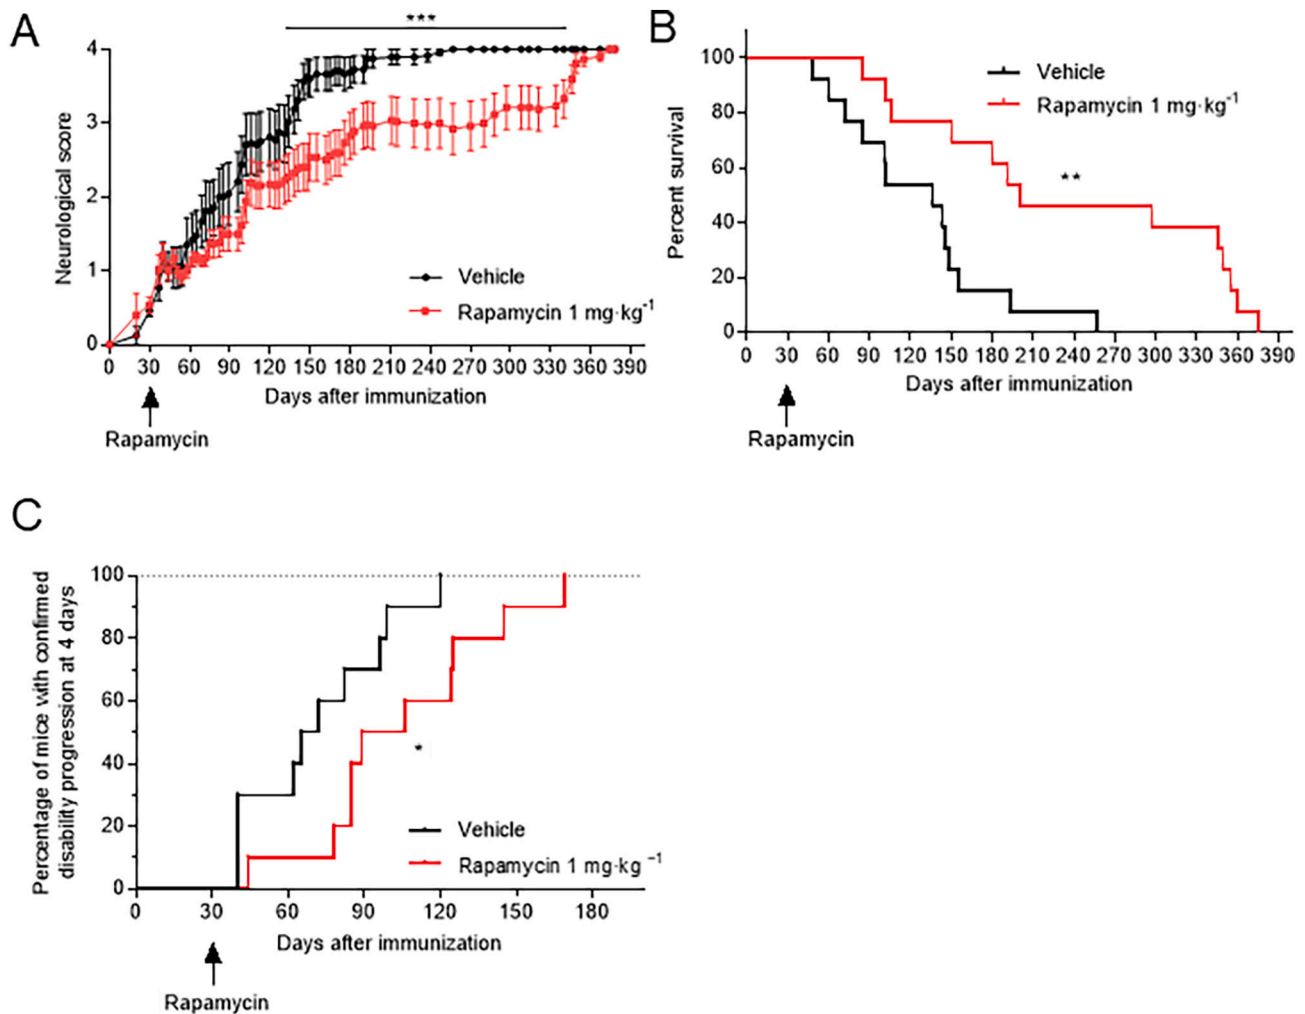 A
***
4
3
2
1
0
Neurological score
Vehicle
Rapamycin 1 mg·kg⁻¹
0 30 60 90 120 150 180 210 240 270 300 330 360 390
Days after immunization
Rapamycin
B
100
80
60
40
20
0
Percent survival
Vehicle
Rapamycin 1 mg·kg⁻¹
**
0 30 60 90 120 150 180 210 240 270 300 330 360 390
Days after immunization
Rapamycin
C
100
80
60
40
20
0
Percentage of mice with confirmed
disability progression at 4 days
*
Vehicle
Rapamycin 1 mg·kg⁻¹
0 30 60 90 120 150 180
Days after immunization
Rapamycin